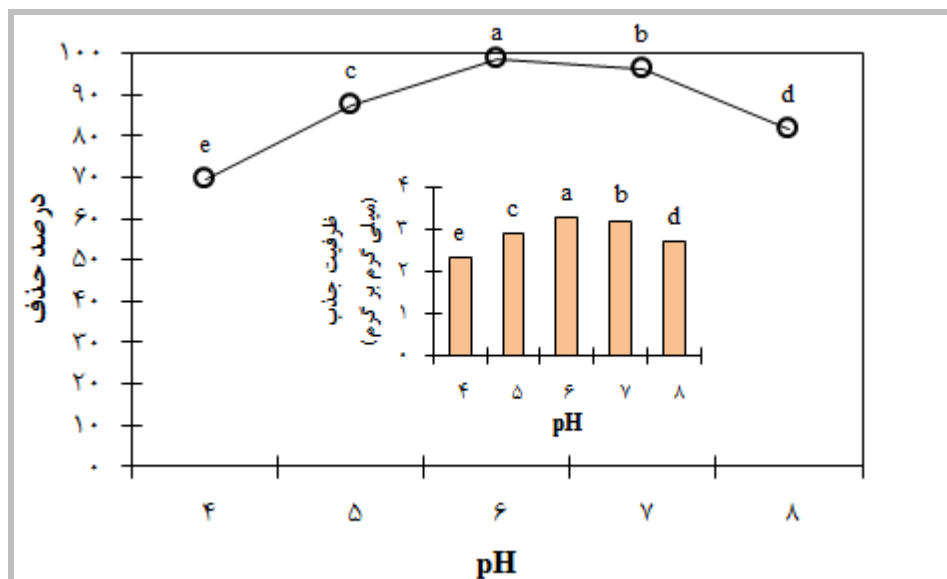 a
b
c
d
e
۱۰۰
۹۰
۸۰
۷۰
۶۰
۵۰
۴۰
۳۰
۲۰
۱۰
۰
درصد حذف
۴
۵
۶
۷
۸
pH
ظرفیت جذب
(میلی گرم بر گرم)
۴
۳
۲
۱
۰
e
c
a
b
d
۴
۵
۶
۷
۸
pH